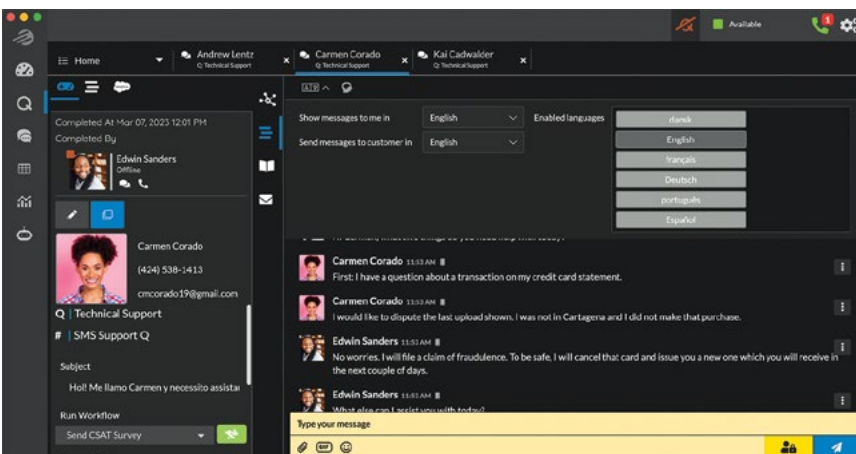 Available
1
Home
Andrew Lentz
Q: Technical Support
Carmen Corado
Q: Technical Support
Kai Cadwalder
Q: Technical Support
Completed At Mar 07, 2023 12:01 PM
Completed By
Edwin Sanders
Offline
Carmen Corado
(424) 538-1413
cmcorado19@gmail.com
Q | Technical Support
# | SMS Support Q
Subject
Hol! Me llamo Carmen y necessito assistan
Run Workflow
Send CSAT Survey
Show messages to me in
English
Enabled languages
Send messages to customer in
English
dansk
English
français
Deutsch
português
Español
Carmen Corado 11:53 AM
First: I have a question about a transaction on my credit card statement.
Carmen Corado 11:53 AM
I would like to dispute the last upload shown. I was not in Cartagena and I did not make that purchase.
Edwin Sanders 11:51 AM
No worries. I will file a claim of fraudulence. To be safe, I will cancel that card and issue you a new one which you will receive in
the next couple of days.
Edwin Sanders 11:51 AM
What else can I assist you with today?
Type your message
GIF